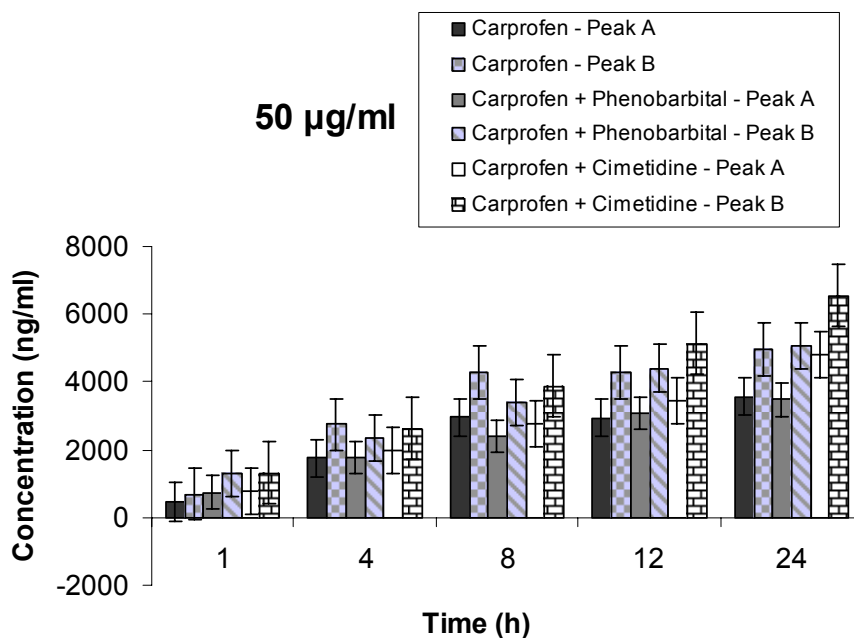 Carprofen - Peak A
Carprofen - Peak B
Carprofen + Phenobarbital - Peak A
Carprofen + Phenobarbital - Peak B
Carprofen + Cimetidine - Peak A
Carprofen + Cimetidine - Peak B
50 µg/ml
8000
6000
4000
2000
0
-2000
Concentration (ng/ml)
1 4 8 12 24
Time (h)